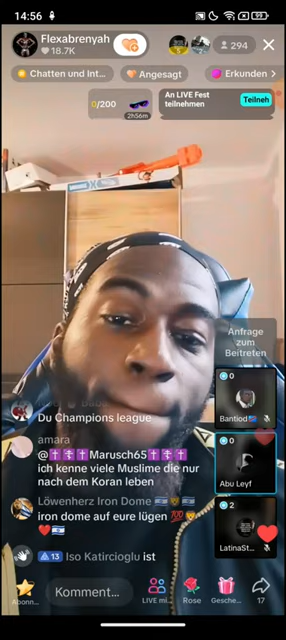 14:56
99
Flexabrenyah
18.7K
294
Chatten und Int...
Angesagt
Erkunden >
0/200
2h56m
An LIVE Fest
teilnehmen
Teilneh
Anfrage
zum
Beitreten
0
Bantiod
0
Abu Leyf
2
LatinaSt...
Du Champions league
amara
@✝️☦️✝️Marusch65✝️☦️✝️
ich kenne viele Muslime die nur
nach dem Koran leben
Löwenherz Iron Dome 🇮🇱🦁🇮🇱
iron dome auf eure lügen 💯🦁
❤️🇮🇱
13 Iso Katircioglu ist
Abonn...
Komment...
LIVE mi...
Rose
Gesche...
17